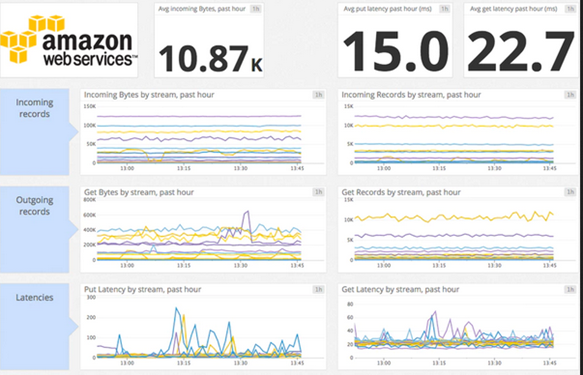 amazon
webservices™
Avg incoming Bytes, past hour
1h
10.87K
Avg put latency past hour (ms)
1h
15.0
Avg get latency past hour (ms)
1h
22.7
Incoming
records
Incoming Bytes by stream, past hour
1h
150K
100K
50K
0K
13:00 13:15 13:30 13:45
Incoming Records by stream, past hour
1h
15K
10K
5K
0K
13:00 13:15 13:30 13:45
Outgoing
records
Get Bytes by stream, past hour
1h
800K
600K
400K
200K
0K
13:00 13:15 13:30 13:45
Get Records by stream, past hour
1h
15K
10K
5K
0K
13:00 13:15 13:30 13:45
Latencies
Put Latency by stream, past hour
1h
300
200
100
0
13:00 13:15 13:30 13:45
Get Latency by stream, past hour
1h
80
60
40
20
0
13:00 13:15 13:30 13:45